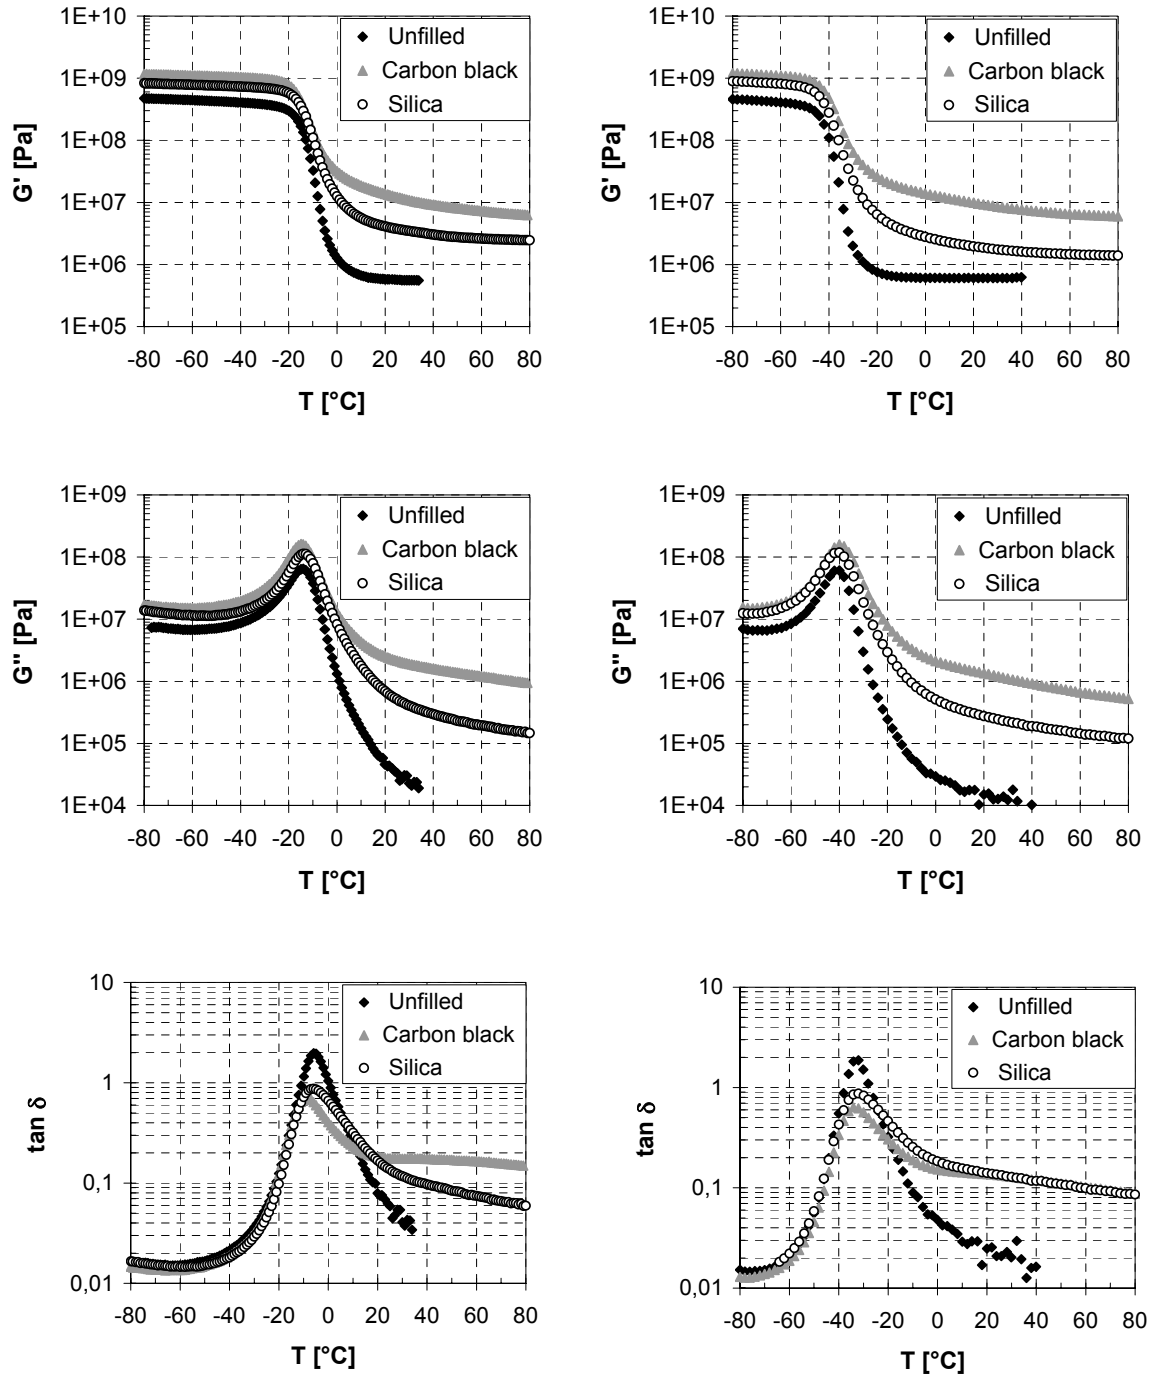 1E+10
1E+09
1E+08
1E+07
1E+06
1E+05
G' [Pa]
Unfilled
Carbon black
Silica
-80 -60 -40 -20 0 20 40 60 80
T [°C]
1E+10
1E+09
1E+08
1E+07
1E+06
1E+05
G' [Pa]
Unfilled
Carbon black
Silica
-80 -60 -40 -20 0 20 40 60 80
T [°C]
1E+09
1E+08
1E+07
1E+06
1E+05
1E+04
G'' [Pa]
Unfilled
Carbon black
Silica
-80 -60 -40 -20 0 20 40 60 80
T [°C]
1E+09
1E+08
1E+07
1E+06
1E+05
1E+04
G'' [Pa]
Unfilled
Carbon black
Silica
-80 -60 -40 -20 0 20 40 60 80
T [°C]
10
1
0,1
0,01
tan δ
Unfilled
Carbon black
Silica
-80 -60 -40 -20 0 20 40 60 80
T [°C]
10
1
0,1
0,01
tan δ
Unfilled
Carbon black
Silica
-80 -60 -40 -20 0 20 40 60 80
T [°C]